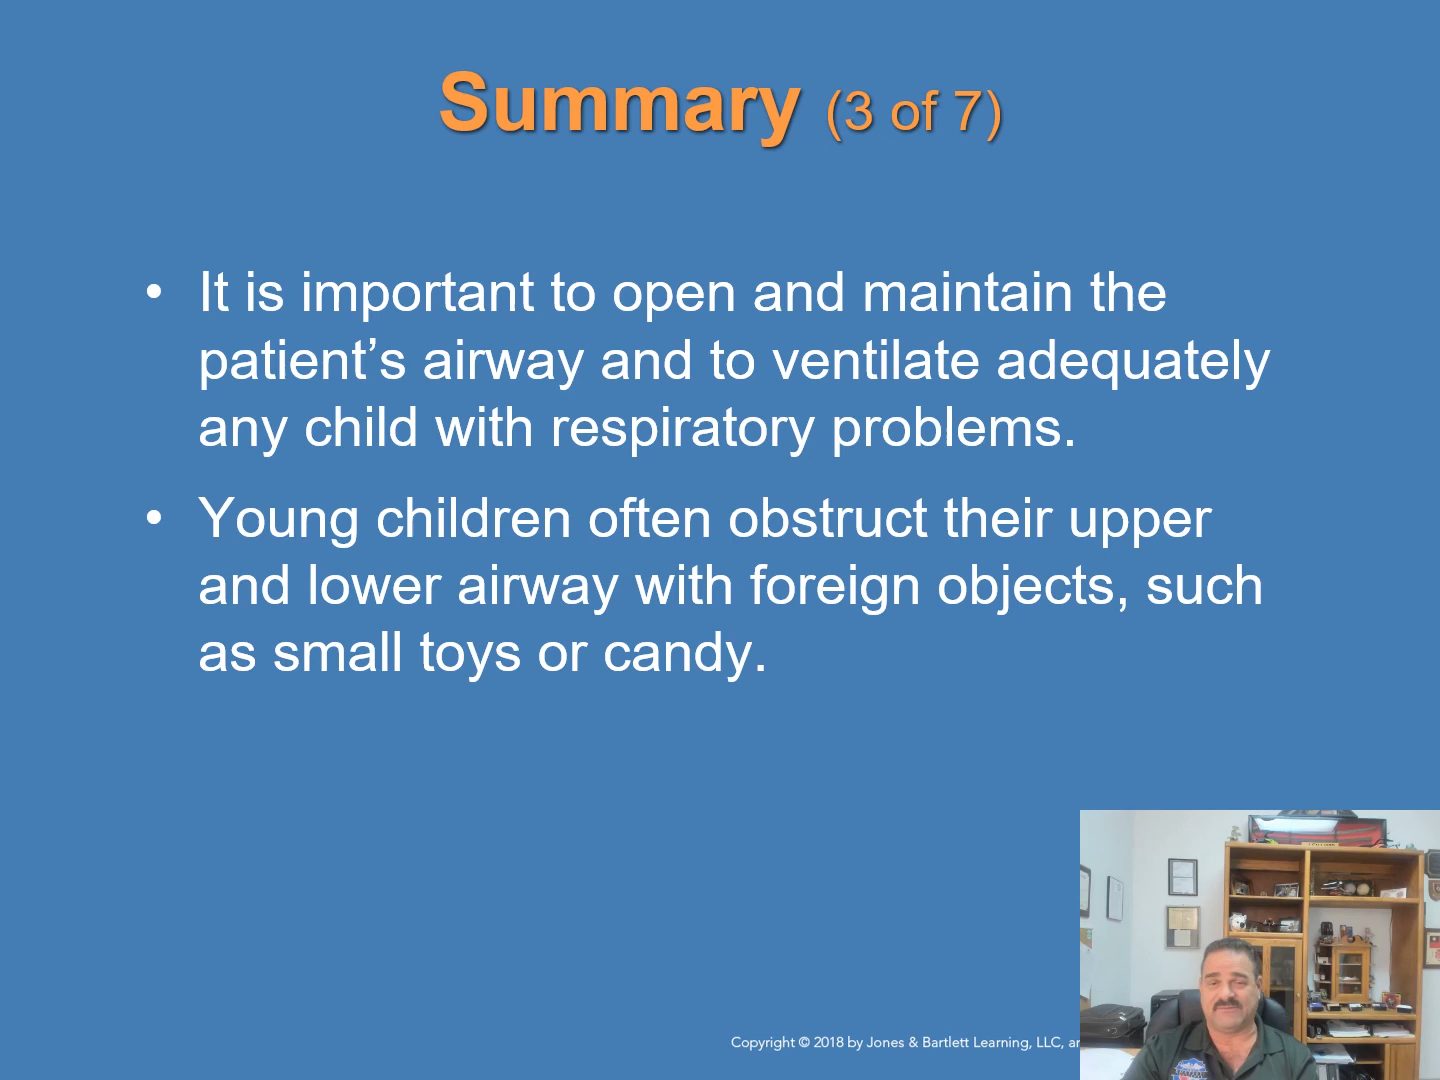 Summary (3 of 7)
• It is important to open and maintain the
patient’s airway and to ventilate adequately
any child with respiratory problems.
• Young children often obstruct their upper
and lower airway with foreign objects, such
as small toys or candy.
Copyright © 2018 by Jones & Bartlett Learning, LLC, an